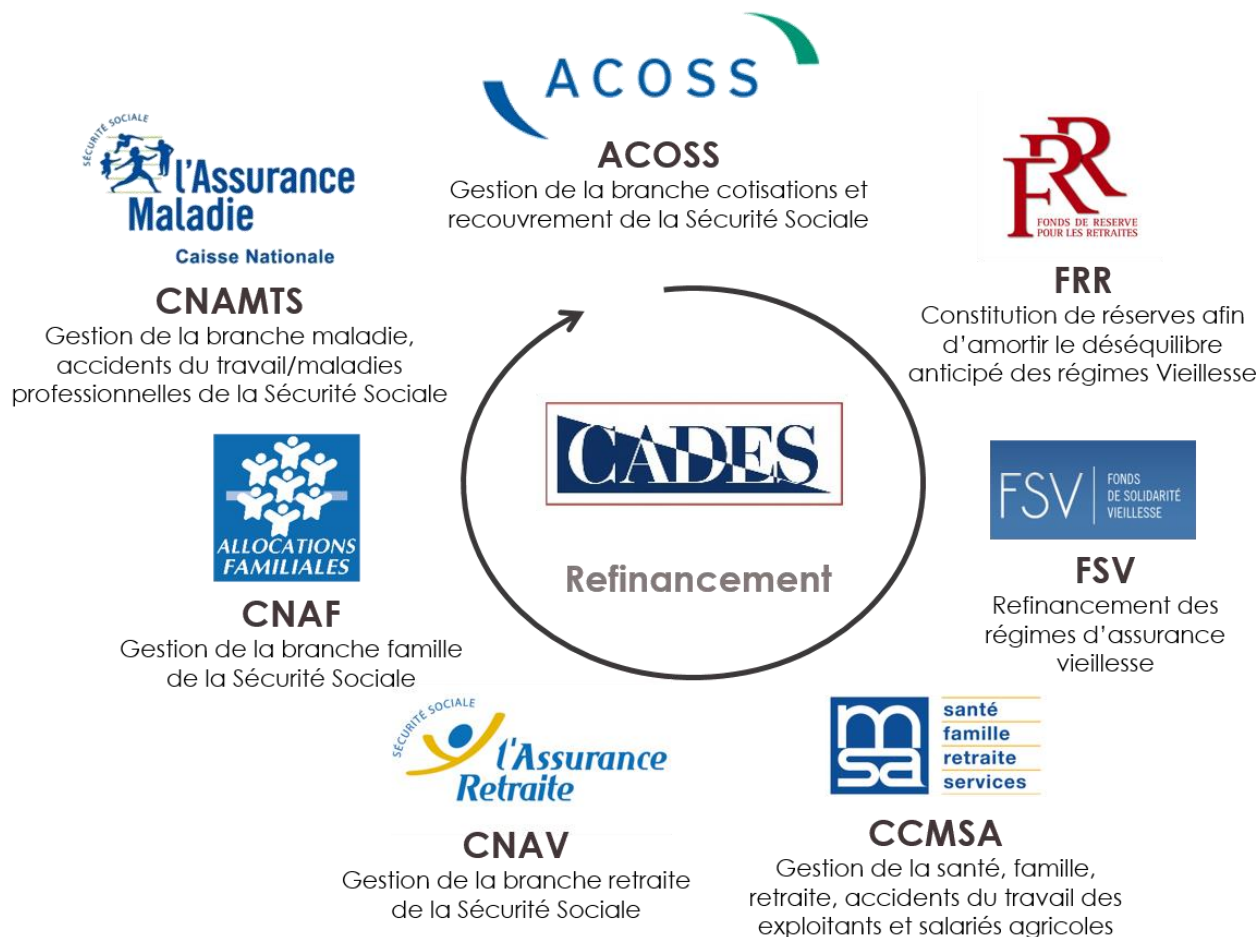 ACOSS
ACOSS
Gestion de la branche cotisations et
recouvrement de la Sécurité Sociale
SÉCURITÉ SOCIALE
l'Assurance
Maladie
Caisse Nationale
CNAMTS
Gestion de la branche maladie,
accidents du travail/maladies
professionnelles de la Sécurité Sociale
FRR
FONDS DE RESERVE
POUR LES RETRAITES
FRR
Constitution de réserves afin
d’amortir le déséquilibre
anticipé des régimes Vieillesse
CADES
Refinancement
ALLOCATIONS
FAMILIALES
CNAF
Gestion de la branche famille
de la Sécurité Sociale
FSV
FONDS
DE SOLIDARITÉ
VIEILLESSE
FSV
Refinancement des
régimes d’assurance
vieillesse
SÉCURITÉ SOCIALE
l'Assurance
Retraite
CNAV
Gestion de la branche retraite
de la Sécurité Sociale
msa
santé
famille
retraite
services
CCMSA
Gestion de la santé, famille,
retraite, accidents du travail des
exploitants et salariés agricoles